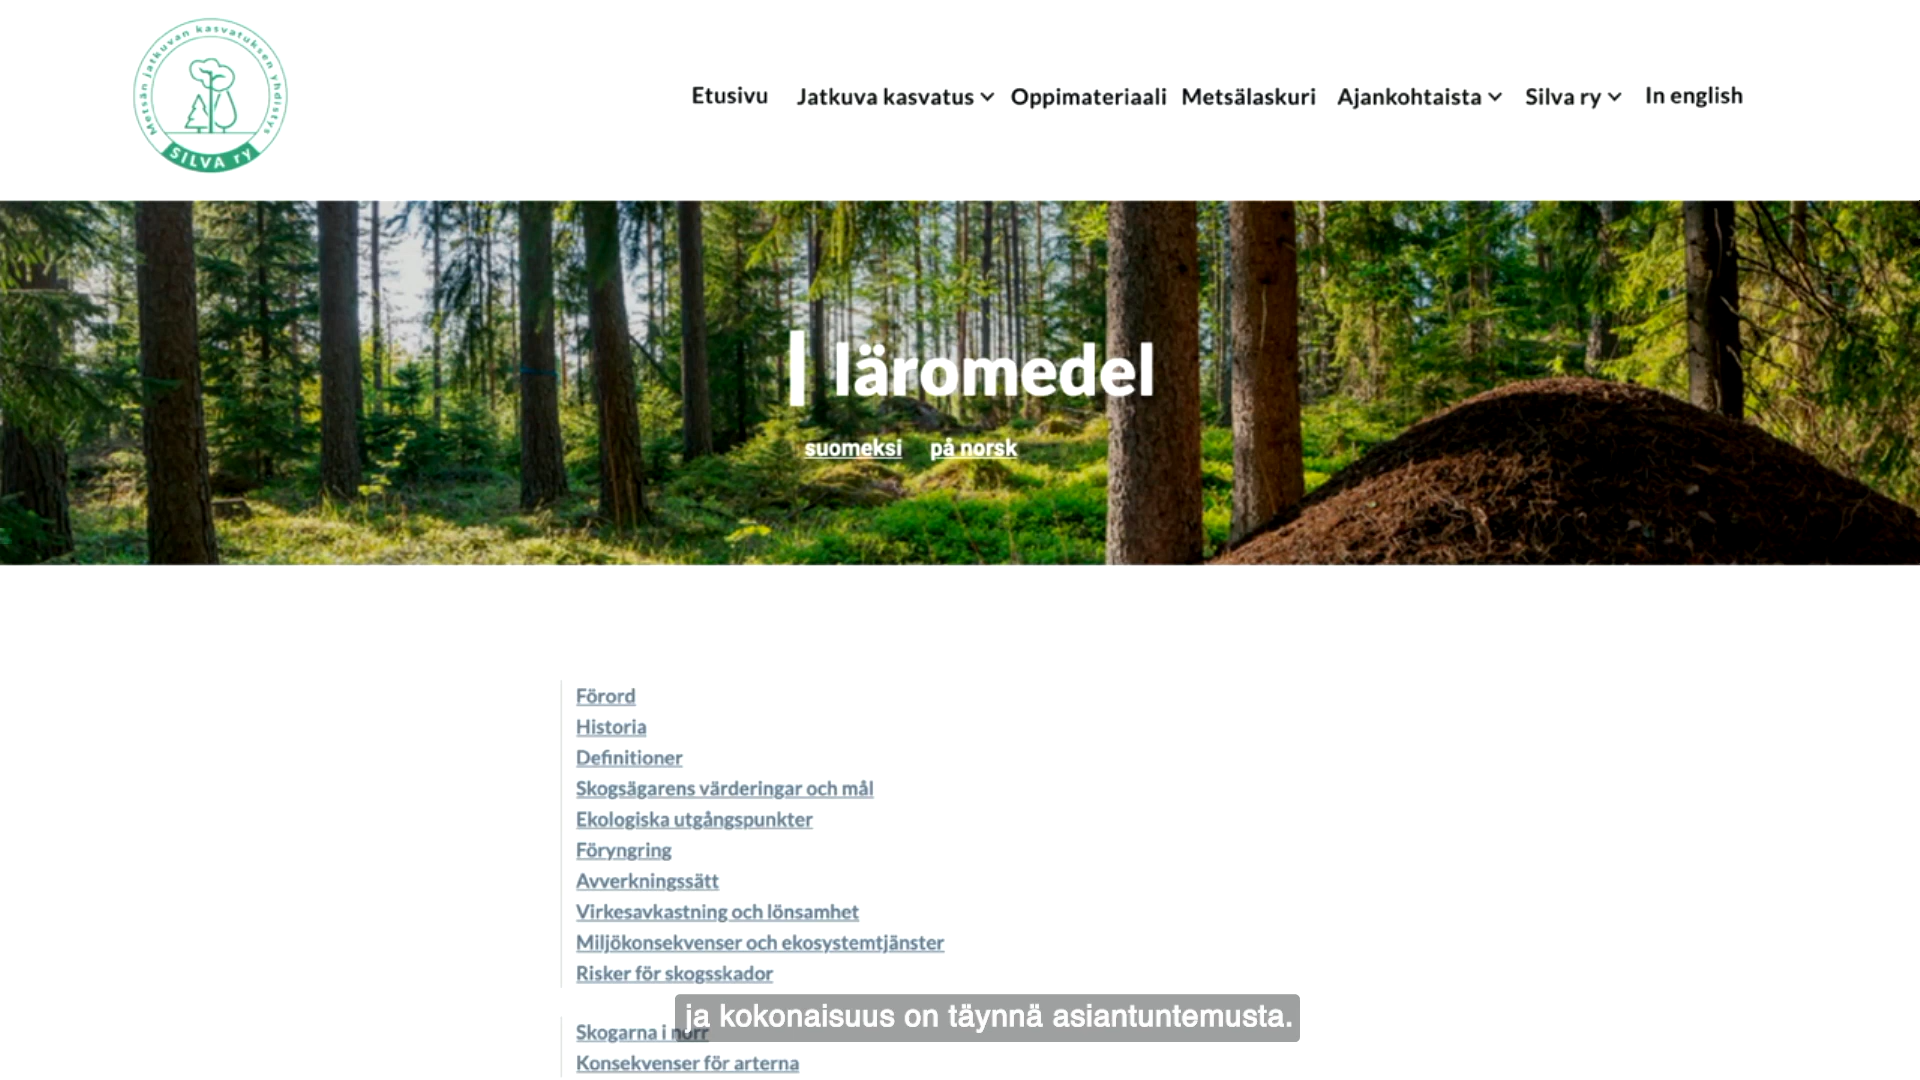 Metsän jatkuvan kasvatuksen yhdistys
SILVA ry
Etusivu Jatkuva kasvatus Oppimateriaali Metsälaskuri Ajankohtaista Silva ry In english
läromedel
suomeksi på norsk
Förord
Historia
Definitioner
Skogsägarens värderingar och mål
Ekologiska utgångspunkter
Föryngring
Avverkningssätt
Virkesavkastning och lönsamhet
Miljökonsekvenser och ekosystemtjänster
Risker för skogsskador
ja kokonaisuus on täynnä asiantuntemusta.
Skogarna i norr
Konsekvenser för arterna